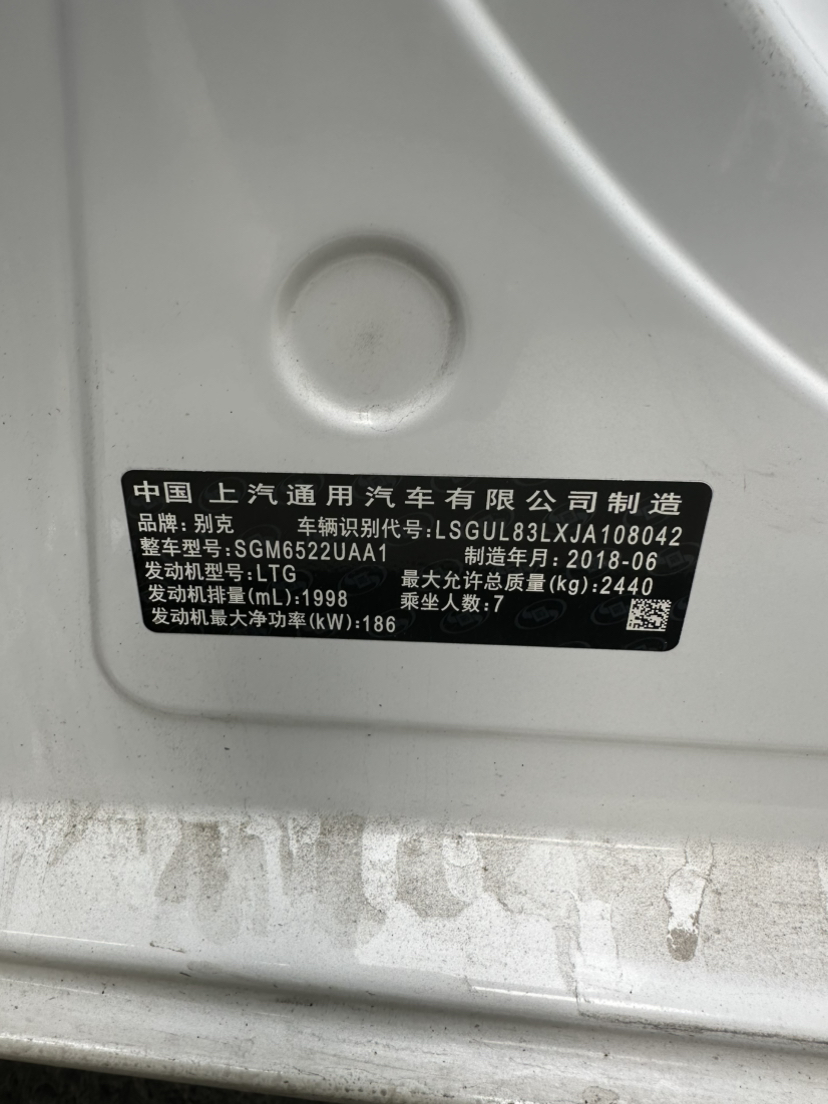 中国 上汽通用汽车有限公司制造
品牌:别克 车辆识别代号:LSGUL83LXJA108042
整车型号:SGM6522UAA1 制造年月:2018-06
发动机型号:LTG 最大允许总质量(kg):2440
发动机排量(mL):1998 乘坐人数:7
发动机最大净功率(kW):186